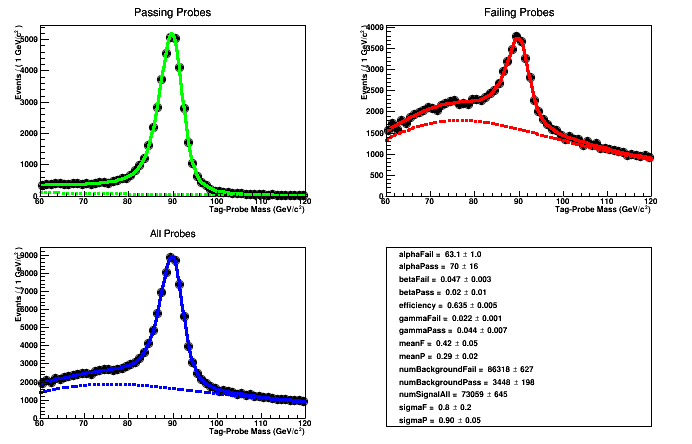 Passing Probes
Events / ( 1 GeV/c² )
5000
4000
3000
2000
1000
0
60 70 80 90 100 110 120
Tag-Probe Mass (GeV/c²)
Failing Probes
Events / ( 1 GeV/c² )
4000
3500
3000
2500
2000
1500
1000
500
60 70 80 90 100 110 120
Tag-Probe Mass (GeV/c²)
All Probes
Events / ( 1 GeV/c² )
9000
8000
7000
6000
5000
4000
3000
2000
1000
0
60 70 80 90 100 110 120
Tag-Probe Mass (GeV/c²)
alphaFail = 63.1 ± 1.0
alphaPass = 70 ± 16
betaFail = 0.047 ± 0.003
betaPass = 0.02 ± 0.01
efficiency = 0.635 ± 0.005
gammaFail = 0.022 ± 0.001
gammaPass = 0.044 ± 0.007
meanF = 0.42 ± 0.05
meanP = 0.29 ± 0.02
numBackgroundFail = 86318 ± 627
numBackgroundPass = 3448 ± 198
numSignalAll = 73059 ± 645
sigmaF = 0.8 ± 0.2
sigmaP = 0.90 ± 0.05